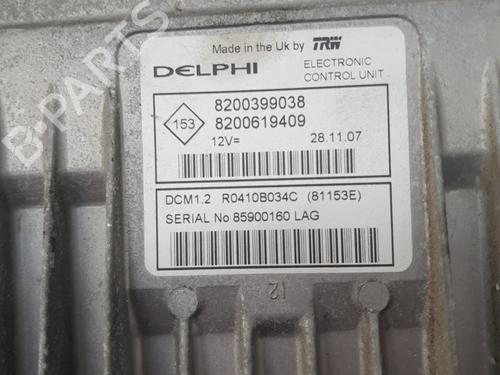 Made in the Uk by TRW
DELPHI
ELECTRONIC
CONTROL UNIT
153
8200399038
8200619409
12V=
28.11.07
DCM1.2 R0410B034C (81153E)
SERIAL No 85900160 LAG
12
B-PARTS